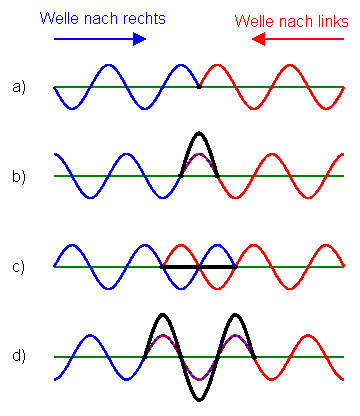 Welle nach rechts
Welle nach links
a)
b)
c)
d)